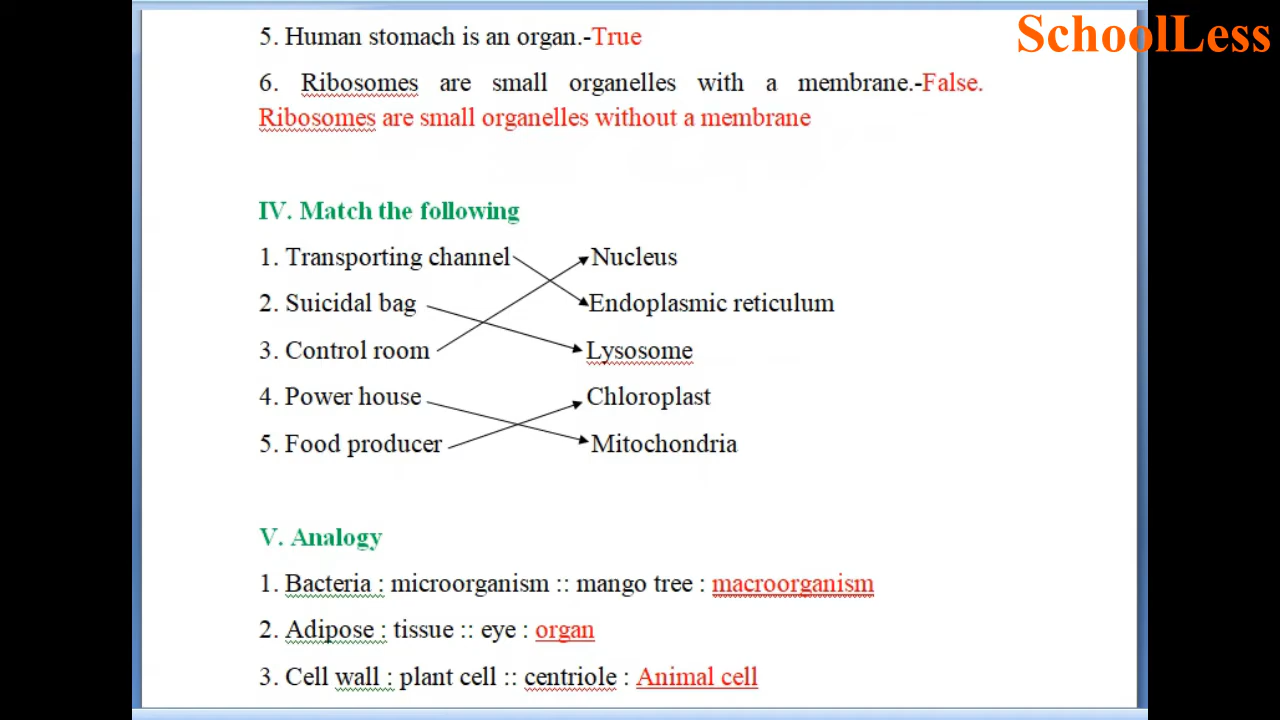 SchoolLess
5. Human stomach is an organ.-True
6. Ribosomes are small organelles with a membrane.-False.
Ribosomes are small organelles without a membrane
IV. Match the following
1. Transporting channel Nucleus
2. Suicidal bag Endoplasmic reticulum
3. Control room Lysosome
4. Power house Chloroplast
5. Food producer Mitochondria
V. Analogy
1. Bacteria : microorganism :: mango tree : macroorganism
2. Adipose : tissue :: eye : organ
3. Cell wall : plant cell :: centriole : Animal cell